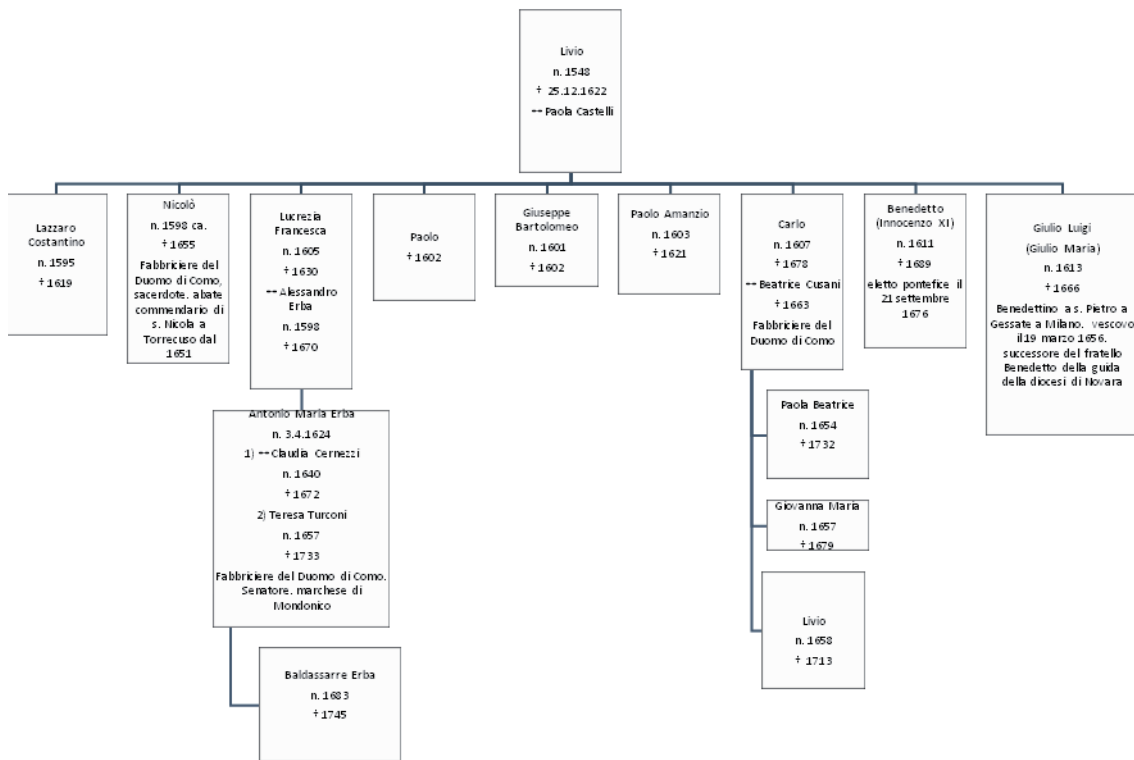 Livio
n. 1548
† 25.12.1622
-- Paola Castelli
Lazzaro
Costantino
n. 1595
† 1619
Nicolò
n. 1598 ca.
† 1655
Fabbriciere del
Duomo di Como,
sacerdote. abate
commendario di
s. Nicola a
Torrecuso dal
1651
Lucrezia
Francesca
n. 1605
† 1630
-- Alessandro
Erba
n. 1598
† 1670
Paolo
† 1602
Giuseppe
Bartolomeo
n. 1601
† 1602
Paolo Amanzio
n. 1603
† 1621
Carlo
n. 1607
† 1678
-- Beatrice Cusani
† 1663
Fabbriciere del
Duomo di Como
Benedetto
(Innocenzo XI)
n. 1611
† 1689
eletto pontefice il
21 settembre
1676
Giulio Luigi
(Giulio Maria)
n. 1613
† 1666
Benedettino a s. Pietro a
Gessate a Milano. vescovo
il 19 marzo 1656.
successore del fratello
Benedetto della guida
della diocesi di Novara
Antonio Maria Erba
n. 3.4.1624
1) -- Claudia Cernezzi
n. 1640
† 1672
2) Teresa Turconi
n. 1657
† 1733
Fabbriciere del Duomo di Como.
Senatore. marchese di
Mondonico
Baldassarre Erba
n. 1683
† 1745
Paola Beatrice
n. 1654
† 1732
Giovanna Maria
n. 1657
† 1679
Livio
n. 1658
† 1713